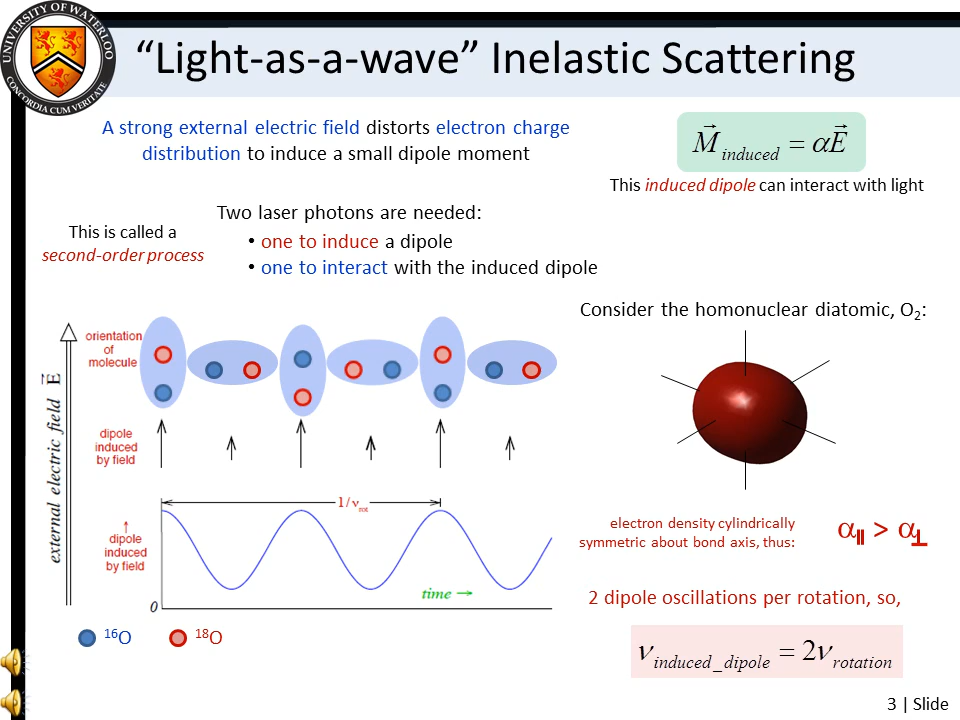 UNIVERSITY OF WATERLOO
CONCORDIA CUM VERITATE
“Light-as-a-wave” Inelastic Scattering
A strong external electric field distorts electron charge
distribution to induce a small dipole moment
M⃗ induced = αE⃗
This induced dipole can interact with light
Two laser photons are needed:
• one to induce a dipole
• one to interact with the induced dipole
This is called a
second-order process
Consider the homonuclear diatomic, O₂:
external electric field E⃗
orientation
of
molecule
dipole
induced
by field
1/ν rot
↑
dipole
induced
by field
time →
0
¹⁶O
¹⁸O
electron density cylindrically
symmetric about bond axis, thus:
α∥ > α⊥
2 dipole oscillations per rotation, so,
ν induced_dipole = 2ν rotation
3 | Slide